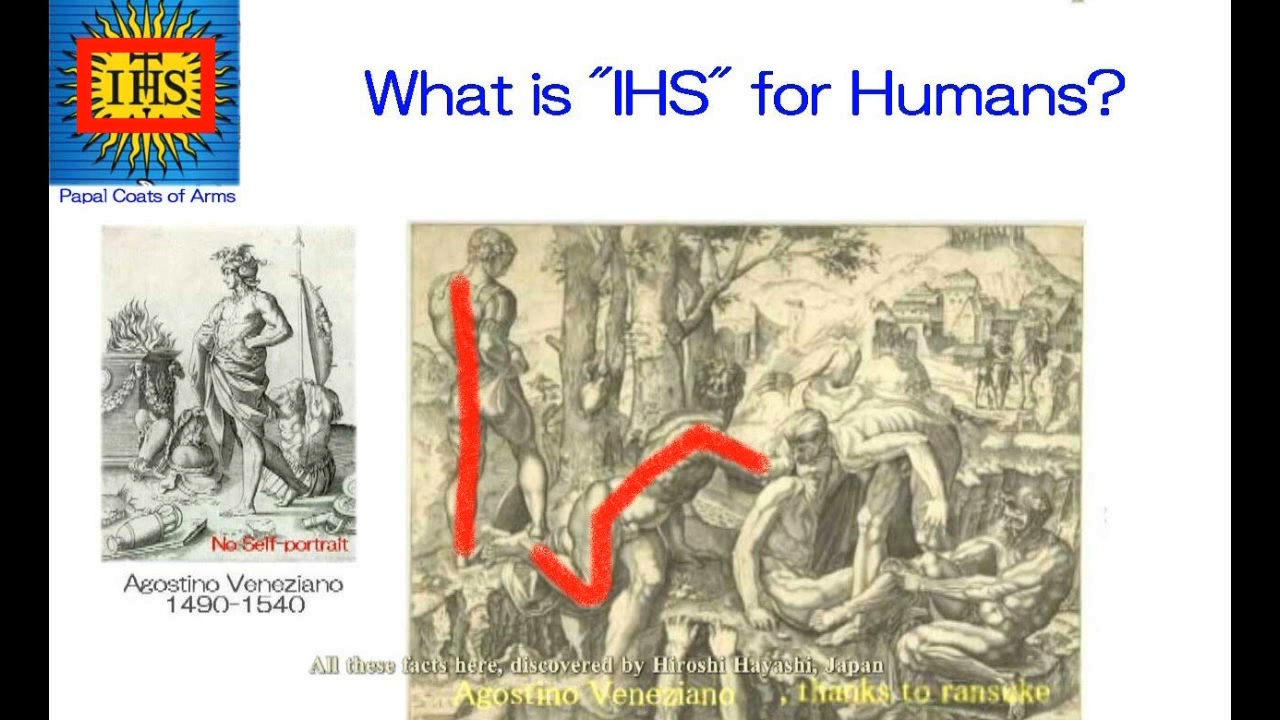 IHS
What is "IHS" for Humans?
Papal Coats of Arms
No Self-portrait
Agostino Veneziano
1490-1540
All these facts here, discovered by Hiroshi Hayashi, Japan
Agostino Veneziano , thanks to ransuke